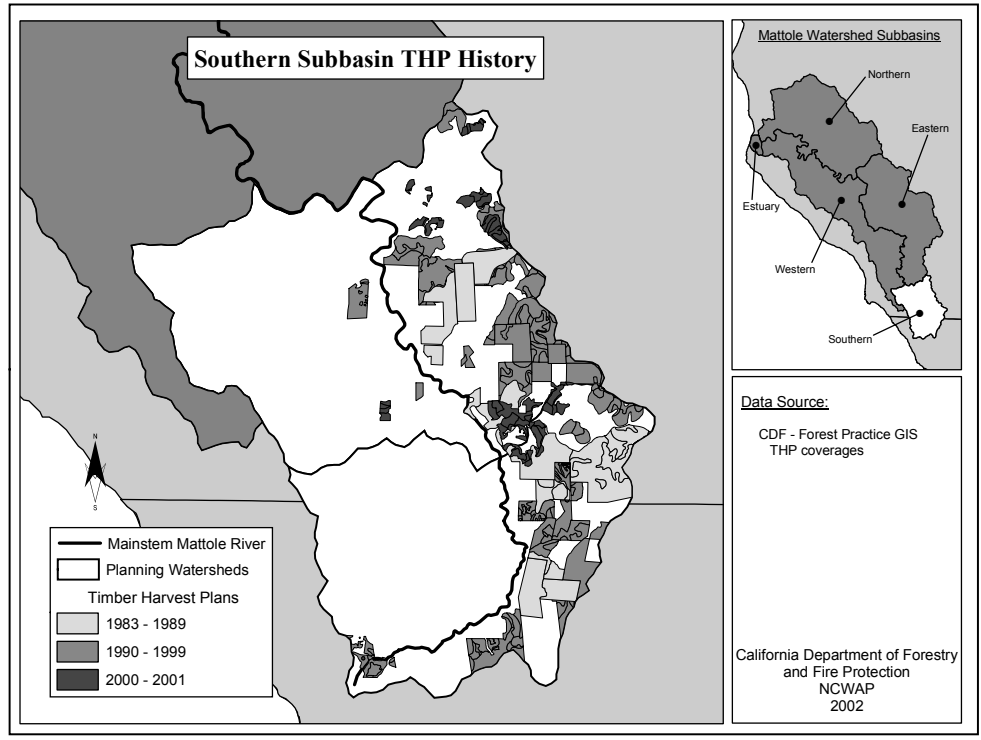 Southern Subbasin THP History
N
S
Mainstem Mattole River
Planning Watersheds
Timber Harvest Plans
1983 - 1989
1990 - 1999
2000 - 2001
Mattole Watershed Subbasins
Northern
Eastern
Estuary
Western
Southern
Data Source:
CDF - Forest Practice GIS
THP coverages
California Department of Forestry
and Fire Protection
NCWAP
2002